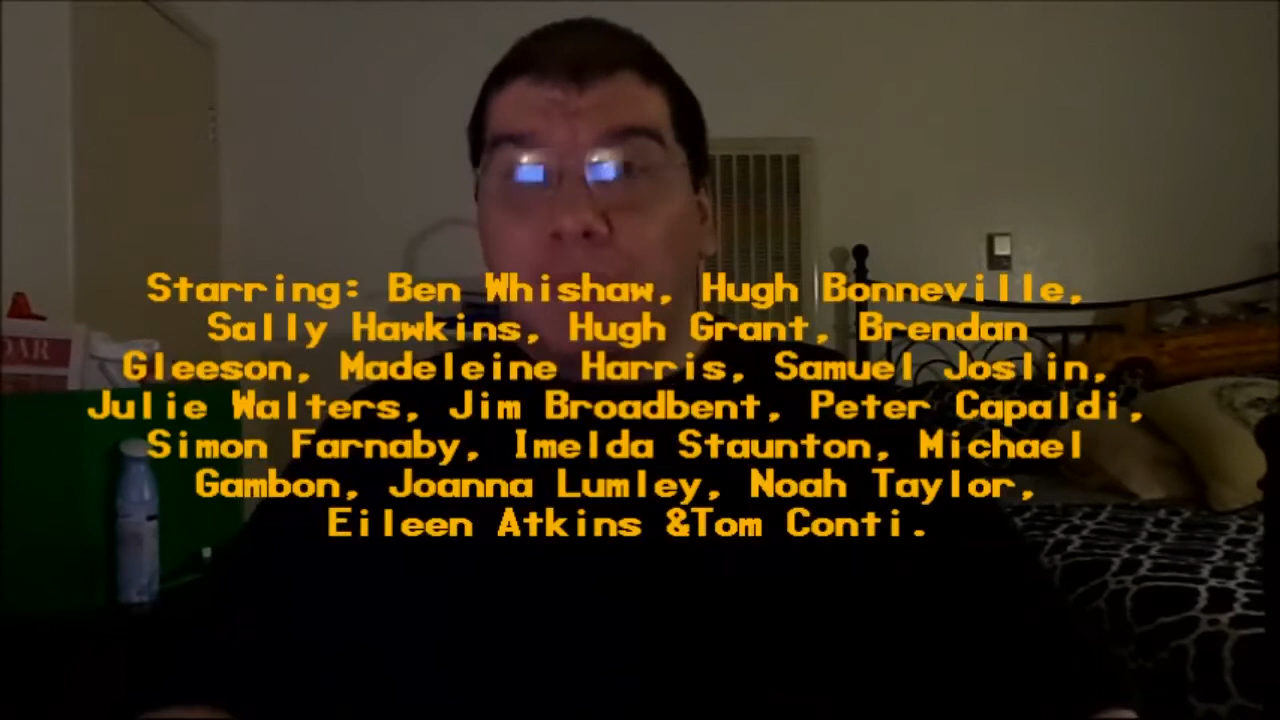 Starring: Ben Whishaw, Hugh Bonneville,
Sally Hawkins, Hugh Grant, Brendan
Gleeson, Madeleine Harris, Samuel Joslin,
Julie Walters, Jim Broadbent, Peter Capaldi,
Simon Farnaby, Imelda Staunton, Michael
Gambon, Joanna Lumley, Noah Taylor,
Eileen Atkins &Tom Conti.